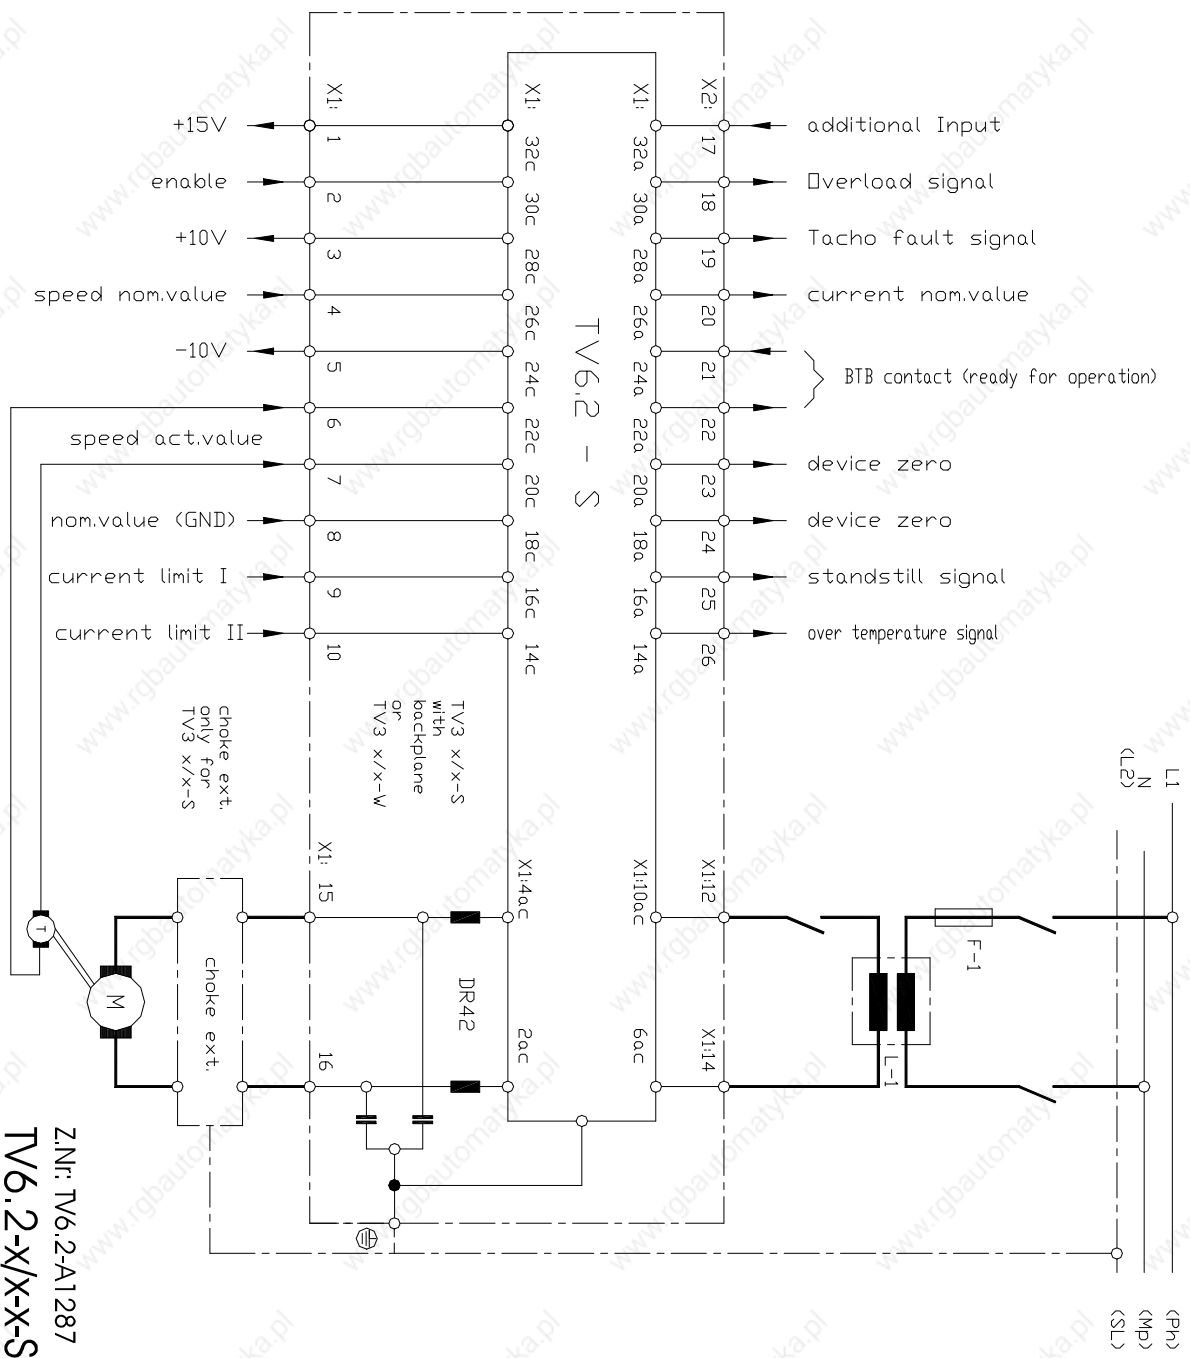 X1:
X1:
X1:
X2:
+15V
1
32c
32a
17
additional Input
enable
2
30c
30a
18
Overload signal
+10V
3
28c
28a
19
Tacho fault signal
speed nom.value
4
26c
26a
20
current nom.value
-10V
5
24c
24a
21
BTB contact (ready for operation)
6
22c
22a
22
speed act.value
7
20c
20a
23
device zero
nom.value (GND)
8
18c
18a
24
device zero
current limit I
9
16c
16a
25
standstill signal
current limit II
10
14c
14a
26
over temperature signal
TV6.2 - S
choke ext.
only for
TV3 x/x-S
TV3 x/x-S
with
backplane
or
TV3 x/x-W
L1
N
(L2)
X1: 15
X1:4ac
X1:10ac
X1:12
F-1
T
M
choke ext.
DR42
16
2ac
6ac
X1:14
L-1
(Ph)
(Mp)
(SL)
Z.Nr: TV6.2-A1287
TV6.2-x/x-x-S
www.rgbautomatyka.pl